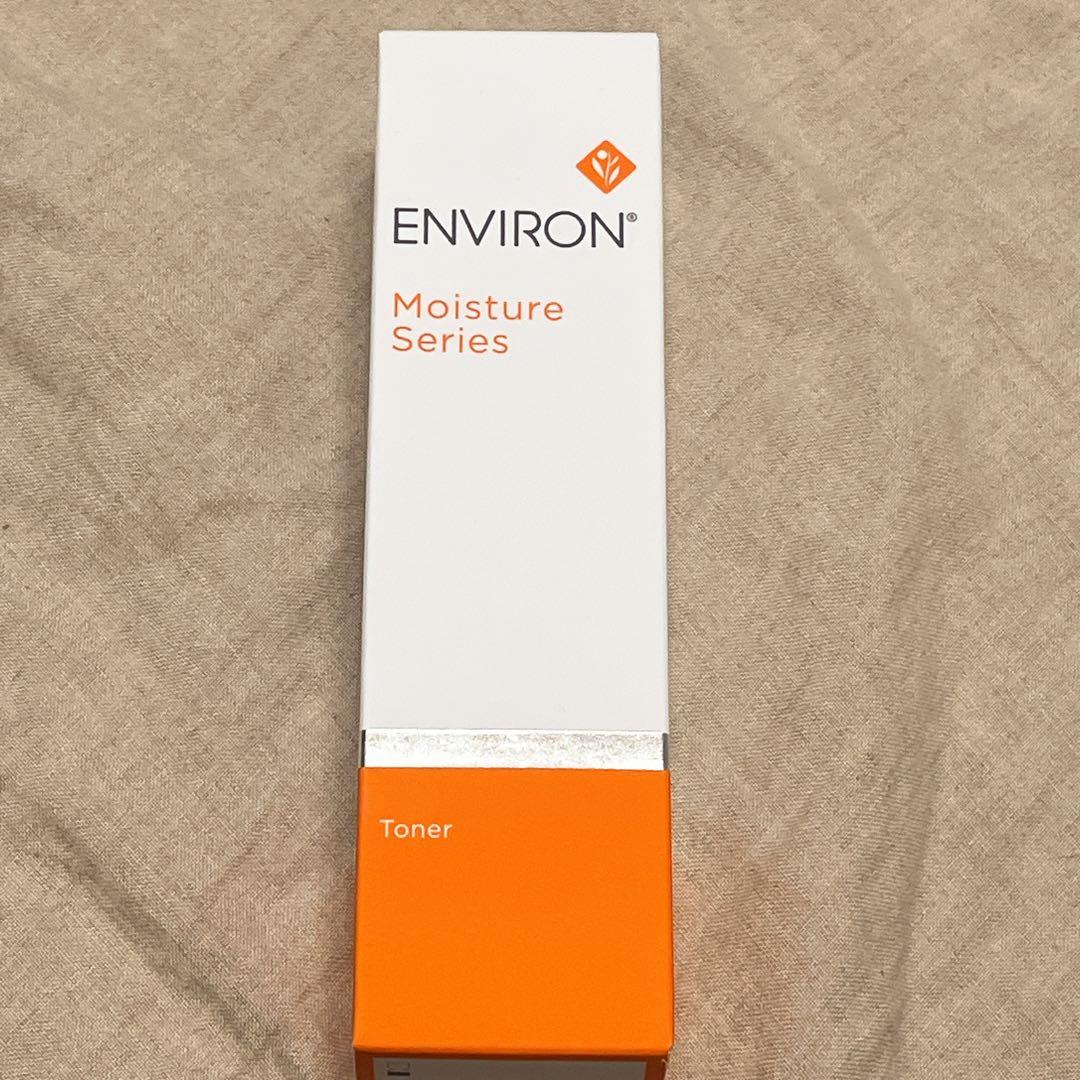 ENVIRON®
Moisture
Series
Toner